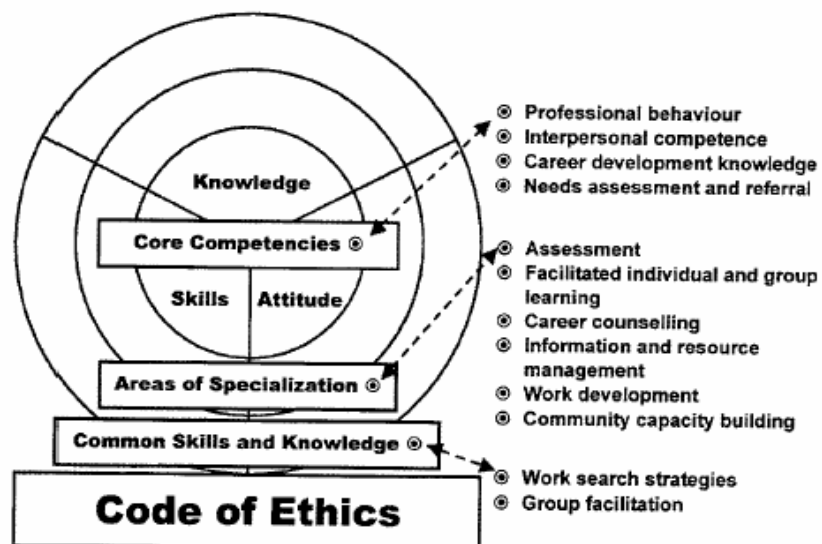 Knowledge
Core Competencies
Skills
Attitude
Areas of Specialization
Common Skills and Knowledge
Code of Ethics
Professional behaviour
Interpersonal competence
Career development knowledge
Needs assessment and referral
Assessment
Facilitated individual and group
learning
Career counselling
Information and resource
management
Work development
Community capacity building
Work search strategies
Group facilitation